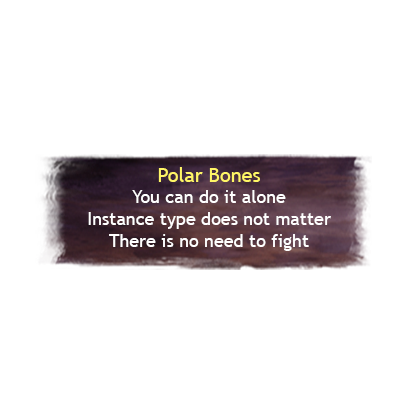 Polar Bones
You can do it alone
Instance type does not matter
There is no need to fight